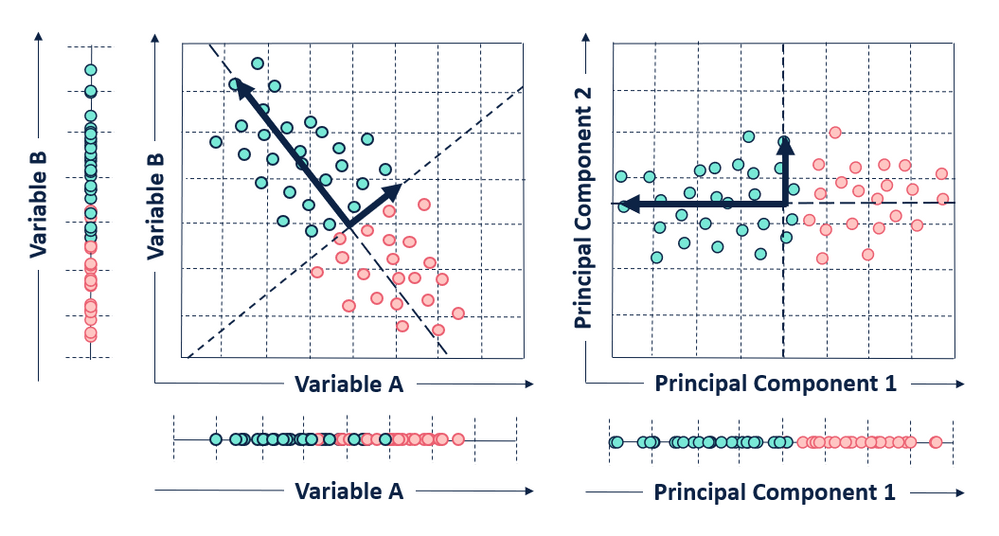 Variable B
Variable B
Variable A
Variable A
Principal Component 2
Principal Component 1
Principal Component 1